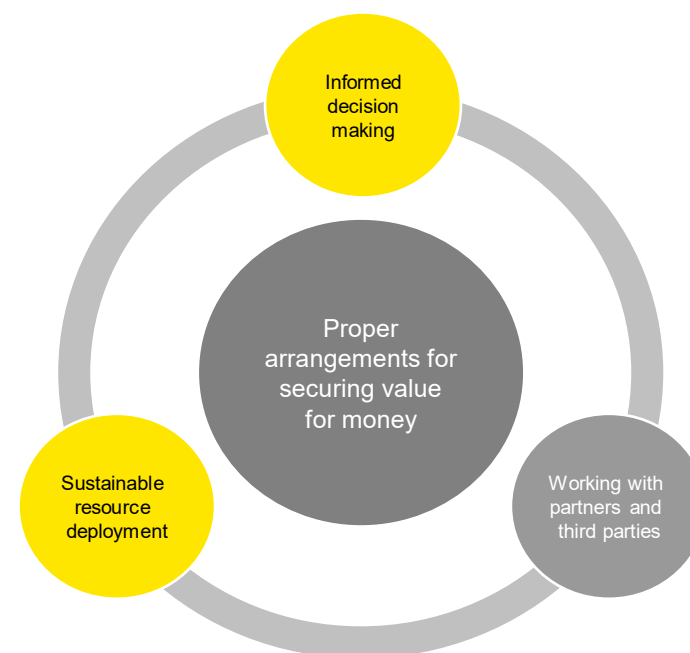 Informed
decision
making
Proper
arrangements for
securing value
for money
Sustainable
resource
deployment
Working with
partners and
third parties